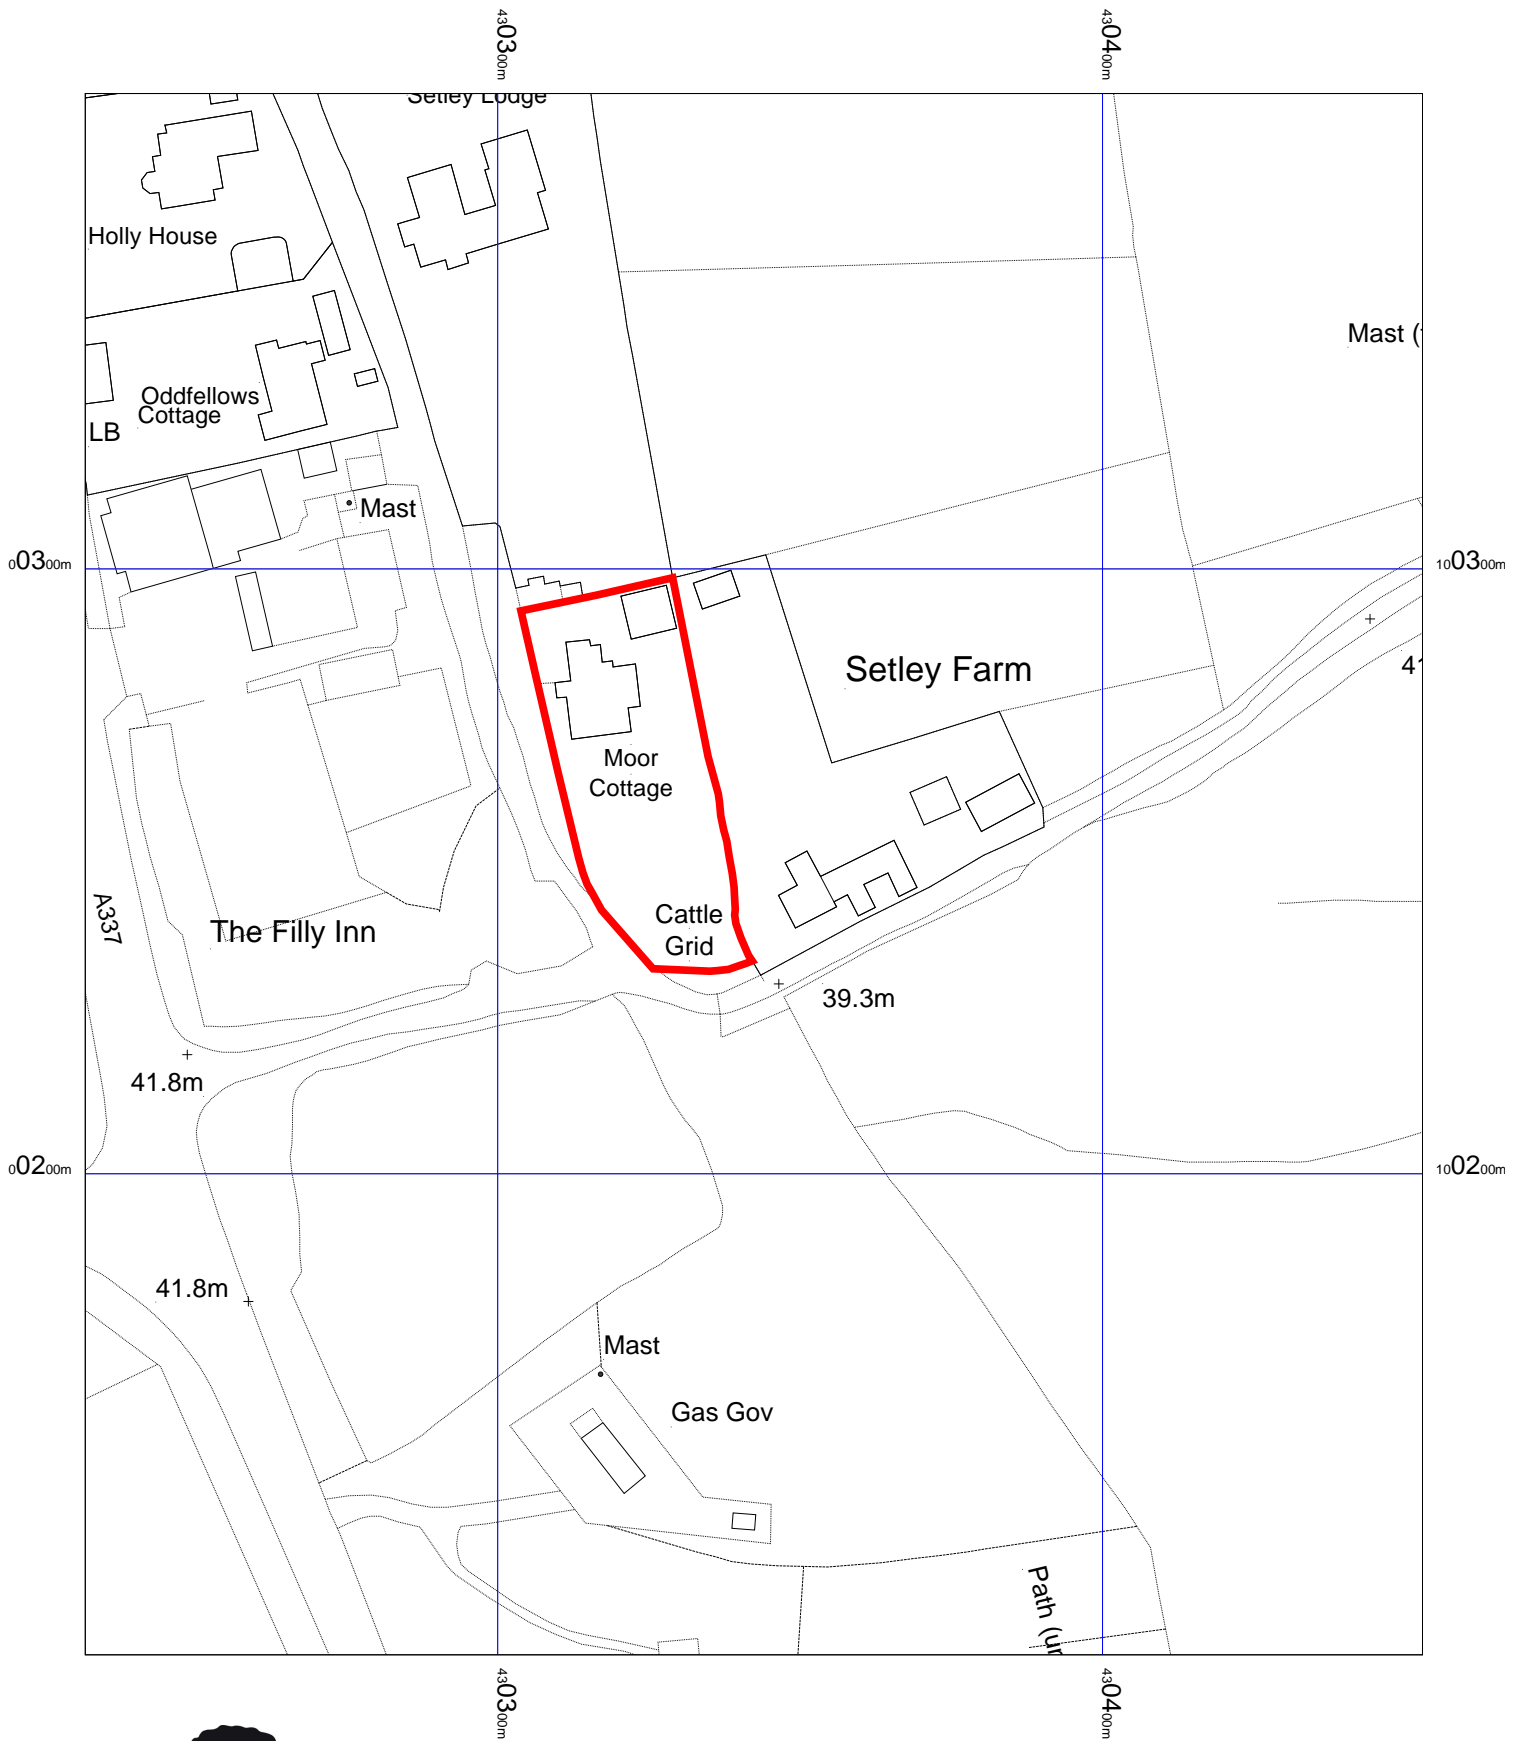 430300m
430400m
Setley Lodge
Holly House
Mast (
Oddfellows
Cottage
LB
Mast
00300m
100300m
Setley Farm
41
Moor
Cottage
A337
The Filly Inn
Cattle
Grid
39.3m
41.8m
00200m
100200m
41.8m
Mast
Gas Gov
Path (un
430300m
430400m